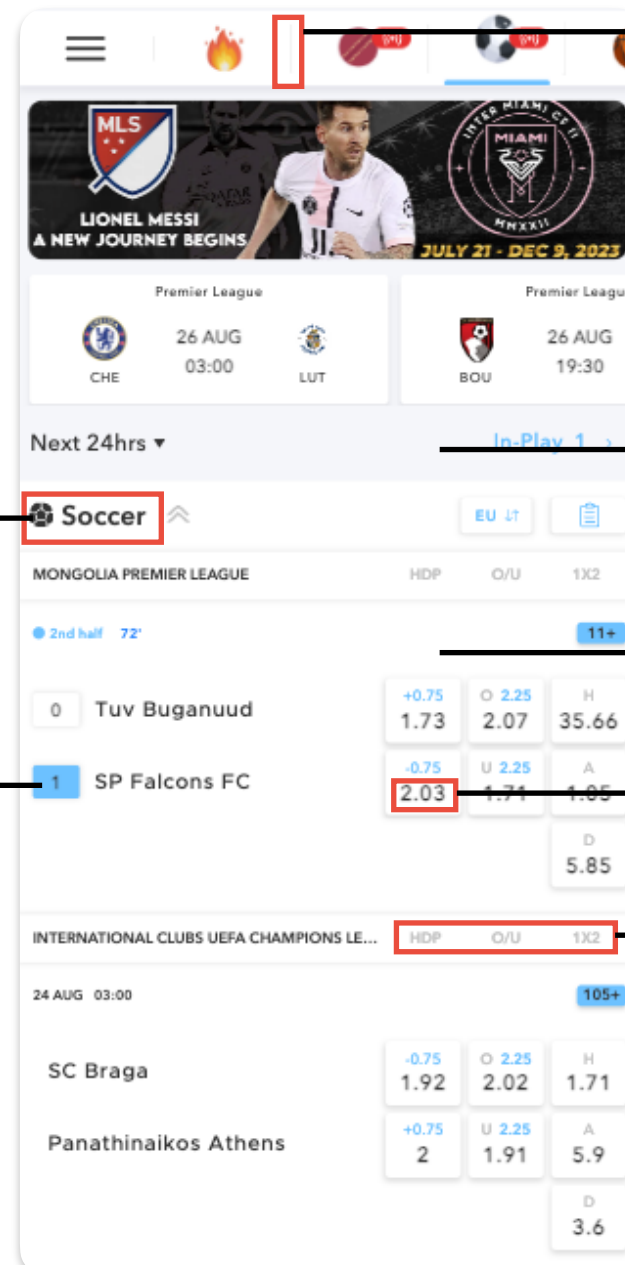 MLS
INTER MIAMI CF II
MIAMI
MMXXII
LIONEL MESSI
A NEW JOURNEY BEGINS
JULY 21 - DEC 9, 2023
Premier League
26 AUG
03:00
CHE
LUT
Premier Leagu
26 AUG
19:30
BOU
Next 24hrs
In-Play 1 >
Soccer
EU
MONGOLIA PREMIER LEAGUE HDP O/U 1X2
2nd half 72' 11+
+0.75 O 2.25 H
0 Tuv Buganuud 1.73 2.07 35.66
-0.75 U 2.25 A
1 SP Falcons FC 2.03 1.71 1.05
D
5.85
INTERNATIONAL CLUBS UEFA CHAMPIONS LE... HDP O/U 1X2
24 AUG 03:00 105+
-0.75 O 2.25 H
SC Braga 1.92 2.02 1.71
+0.75 U 2.25 A
Panathinaikos Athens 2 1.91 5.9
D
3.6